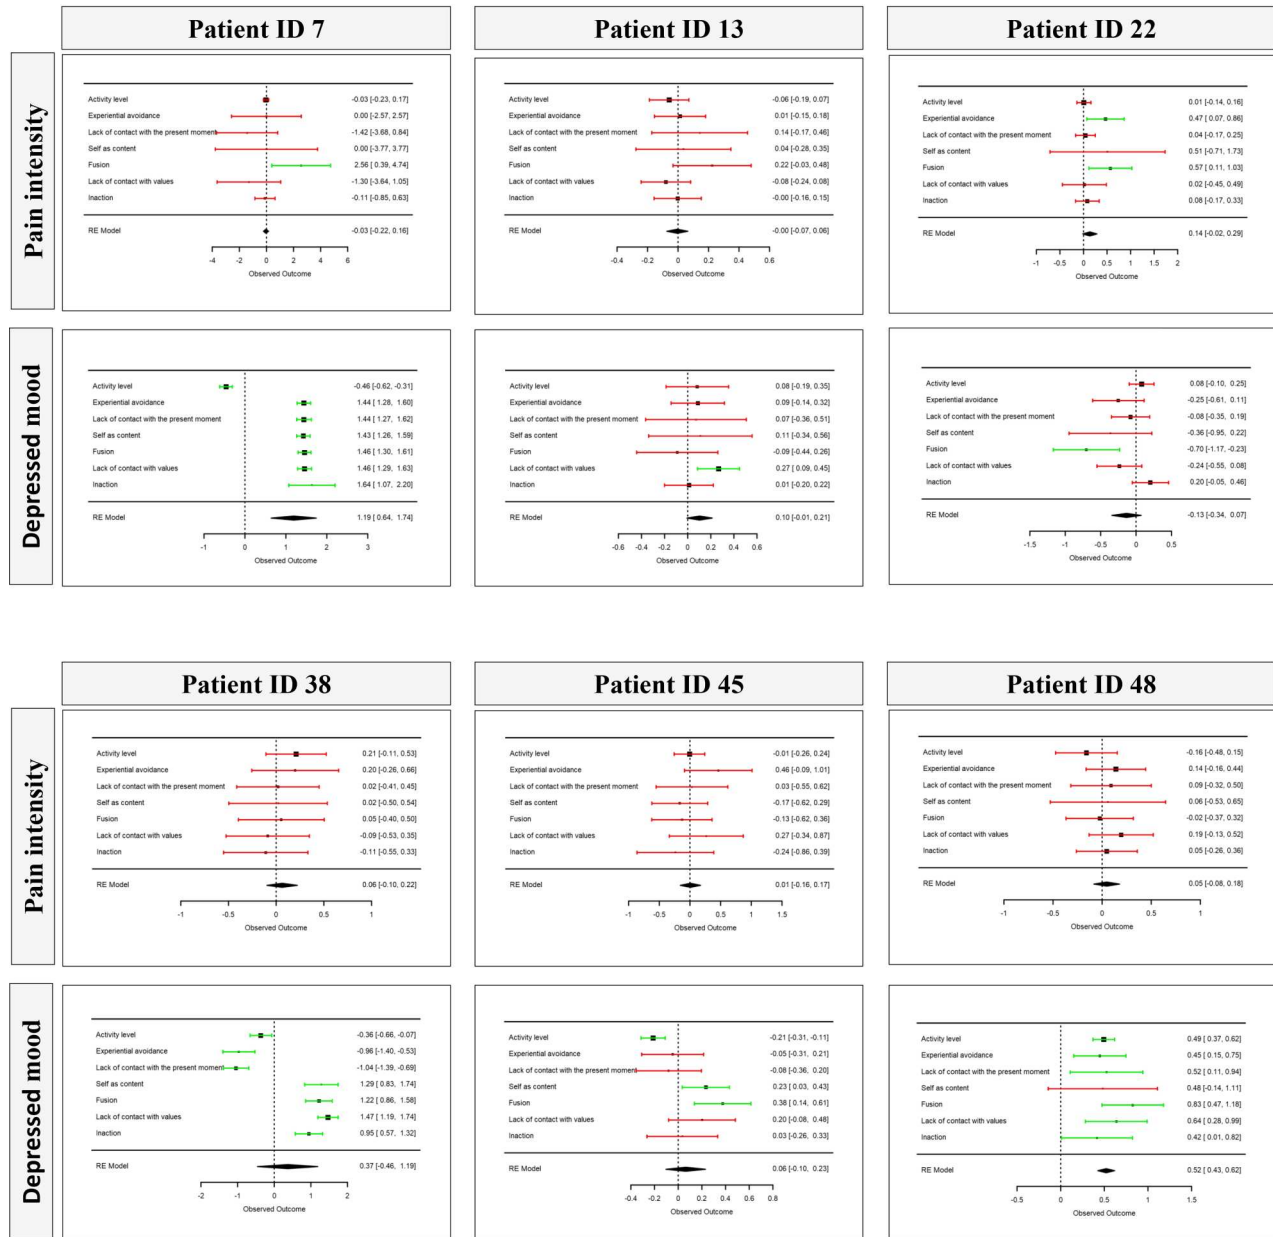 Patient ID 7
Patient ID 13
Patient ID 22
Pain intensity
Activity level -0.03 [-0.23, 0.17]
Experiential avoidance 0.00 [-2.57, 2.57]
Lack of contact with the present moment -1.42 [-3.68, 0.84]
Self as content 0.00 [-3.77, 3.77]
Fusion 2.56 [ 0.39, 4.74]
Lack of contact with values -1.30 [-3.64, 1.05]
Inaction -0.11 [-0.85, 0.63]
RE Model -0.03 [-0.22, 0.16]
-4 -2 0 2 4 6
Observed Outcome
Activity level -0.06 [-0.19, 0.07]
Experiential avoidance 0.01 [-0.15, 0.18]
Lack of contact with the present moment 0.14 [-0.17, 0.46]
Self as content 0.04 [-0.28, 0.35]
Fusion 0.22 [-0.03, 0.48]
Lack of contact with values -0.08 [-0.24, 0.08]
Inaction -0.00 [-0.16, 0.15]
RE Model -0.00 [-0.07, 0.06]
-0.4 -0.2 0 0.2 0.4 0.6
Observed Outcome
Activity level 0.01 [-0.14, 0.16]
Experiential avoidance 0.47 [ 0.07, 0.86]
Lack of contact with the present moment 0.04 [-0.17, 0.25]
Self as content 0.51 [-0.71, 1.73]
Fusion 0.57 [ 0.11, 1.03]
Lack of contact with values 0.02 [-0.45, 0.49]
Inaction 0.08 [-0.17, 0.33]
RE Model 0.14 [-0.02, 0.29]
-1 -0.5 0 0.5 1 1.5 2
Observed Outcome
Depressed mood
Activity level -0.46 [-0.62, -0.31]
Experiential avoidance 1.44 [ 1.28, 1.60]
Lack of contact with the present moment 1.44 [ 1.27, 1.62]
Self as content 1.43 [ 1.26, 1.59]
Fusion 1.46 [ 1.30, 1.61]
Lack of contact with values 1.46 [ 1.29, 1.63]
Inaction 1.64 [ 1.07, 2.20]
RE Model 1.19 [ 0.64, 1.74]
-1 0 1 2 3
Observed Outcome
Activity level 0.08 [-0.19, 0.35]
Experiential avoidance 0.09 [-0.14, 0.32]
Lack of contact with the present moment 0.07 [-0.36, 0.51]
Self as content 0.11 [-0.34, 0.56]
Fusion -0.09 [-0.44, 0.26]
Lack of contact with values 0.27 [ 0.09, 0.45]
Inaction 0.01 [-0.20, 0.22]
RE Model 0.10 [-0.01, 0.21]
-0.6 -0.4 -0.2 0 0.2 0.4 0.6
Observed Outcome
Activity level 0.08 [-0.10, 0.25]
Experiential avoidance -0.25 [-0.61, 0.11]
Lack of contact with the present moment -0.08 [-0.35, 0.19]
Self as content -0.36 [-0.95, 0.22]
Fusion -0.70 [-1.17, -0.23]
Lack of contact with values -0.24 [-0.55, 0.08]
Inaction 0.20 [-0.05, 0.46]
RE Model -0.13 [-0.34, 0.07]
-1.5 -1 -0.5 0 0.5
Observed Outcome
Patient ID 38
Patient ID 45
Patient ID 48
Pain intensity
Activity level 0.21 [-0.11, 0.53]
Experiential avoidance 0.20 [-0.26, 0.66]
Lack of contact with the present moment 0.02 [-0.41, 0.45]
Self as content 0.02 [-0.50, 0.54]
Fusion 0.05 [-0.40, 0.50]
Lack of contact with values -0.09 [-0.53, 0.35]
Inaction -0.11 [-0.55, 0.33]
RE Model 0.06 [-0.10, 0.22]
-1 -0.5 0 0.5 1
Observed Outcome
Activity level -0.01 [-0.26, 0.24]
Experiential avoidance 0.46 [-0.09, 1.01]
Lack of contact with the present moment 0.03 [-0.55, 0.62]
Self as content -0.17 [-0.62, 0.29]
Fusion -0.13 [-0.62, 0.36]
Lack of contact with values 0.27 [-0.34, 0.87]
Inaction -0.24 [-0.86, 0.39]
RE Model 0.01 [-0.16, 0.17]
-1 -0.5 0 0.5 1 1.5
Observed Outcome
Activity level -0.16 [-0.48, 0.15]
Experiential avoidance 0.14 [-0.16, 0.44]
Lack of contact with the present moment 0.09 [-0.32, 0.50]
Self as content 0.06 [-0.53, 0.65]
Fusion -0.02 [-0.37, 0.32]
Lack of contact with values 0.19 [-0.13, 0.52]
Inaction 0.05 [-0.26, 0.36]
RE Model 0.05 [-0.08, 0.18]
-1 -0.5 0 0.5 1
Observed Outcome
Depressed mood
Activity level -0.36 [-0.66, -0.07]
Experiential avoidance -0.96 [-1.40, -0.53]
Lack of contact with the present moment -1.04 [-1.39, -0.69]
Self as content 1.29 [ 0.83, 1.74]
Fusion 1.22 [ 0.86, 1.58]
Lack of contact with values 1.47 [ 1.19, 1.74]
Inaction 0.95 [ 0.57, 1.32]
RE Model 0.37 [-0.46, 1.19]
-2 -1 0 1 2
Observed Outcome
Activity level -0.21 [-0.31, -0.11]
Experiential avoidance -0.05 [-0.31, 0.21]
Lack of contact with the present moment -0.08 [-0.36, 0.20]
Self as content 0.23 [ 0.03, 0.43]
Fusion 0.38 [ 0.14, 0.61]
Lack of contact with values 0.20 [-0.08, 0.48]
Inaction 0.03 [-0.26, 0.33]
RE Model 0.06 [-0.10, 0.23]
-0.4 -0.2 0 0.2 0.4 0.6 0.8
Observed Outcome
Activity level 0.49 [ 0.37, 0.62]
Experiential avoidance 0.45 [ 0.15, 0.75]
Lack of contact with the present moment 0.52 [ 0.11, 0.94]
Self as content 0.48 [-0.14, 1.11]
Fusion 0.83 [ 0.47, 1.18]
Lack of contact with values 0.64 [ 0.28, 0.99]
Inaction 0.42 [ 0.01, 0.82]
RE Model 0.52 [ 0.43, 0.62]
-0.5 0 0.5 1 1.5
Observed Outcome